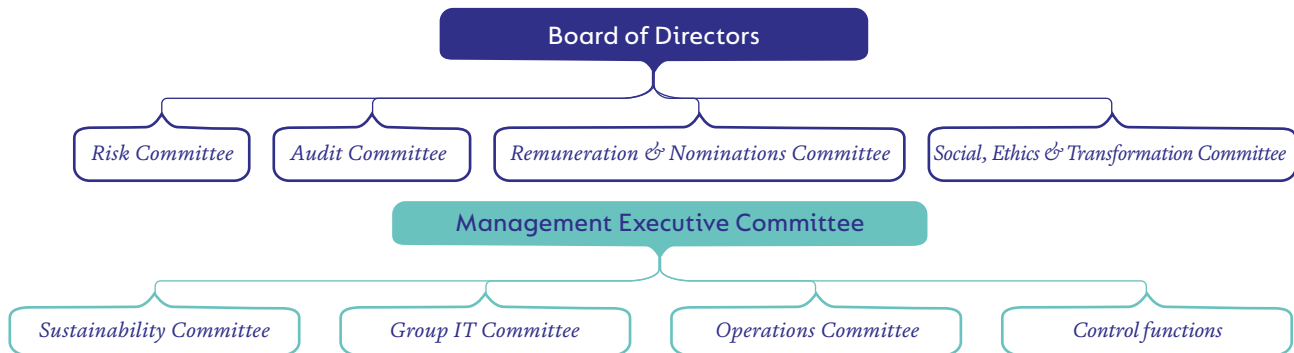 Board of Directors
Risk Committee
Audit Committee
Remuneration & Nominations Committee
Social, Ethics & Transformation Committee
Management Executive Committee
Sustainability Committee
Group IT Committee
Operations Committee
Control functions